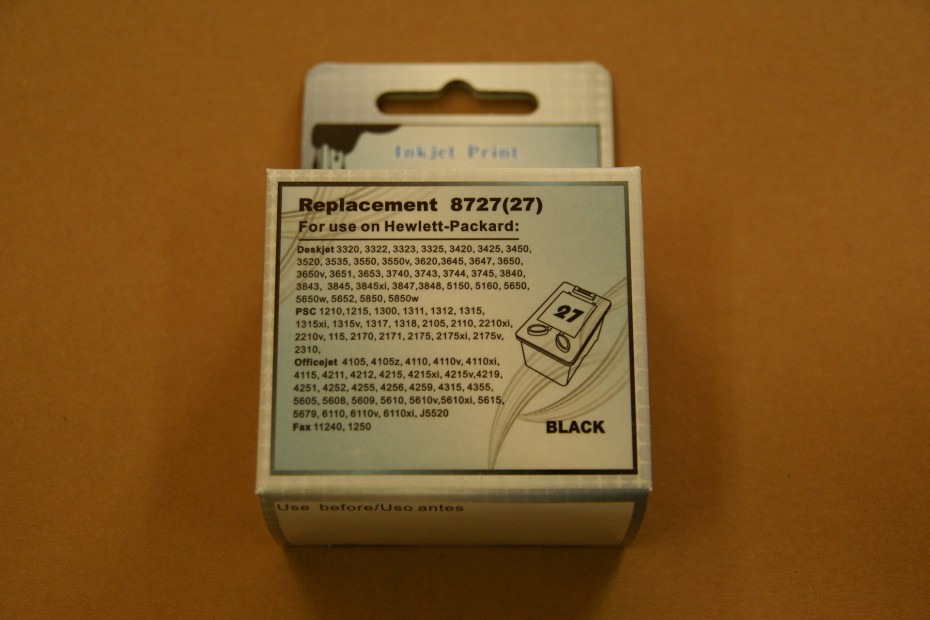 Inkjet Print
Replacement 8727(27)
For use on Hewlett-Packard:
Deskjet 3320, 3322, 3323, 3325, 3420, 3425, 3450,
3520, 3535, 3550, 3550v, 3620,3645, 3647, 3650,
3650v, 3651, 3653, 3740, 3743, 3744, 3745, 3840,
3843, 3845, 3845xi, 3847,3848, 5150, 5160, 5650,
5650w, 5652, 5850, 5850w
PSC 1210,1215, 1300, 1311, 1312, 1315,
1315xi, 1315v, 1317, 1318, 2105, 2110, 2210xi,
2210v, 115, 2170, 2171, 2175, 2175xi, 2175v,
2310,
Officejet 4105, 4105z, 4110, 4110v, 4110xi,
4115, 4211, 4212, 4215, 4215xi, 4215v,4219,
4251, 4252, 4255, 4256, 4259, 4315, 4355,
5605, 5608, 5609, 5610, 5610v,5610xi, 5615,
5679, 6110, 6110v, 6110xi, J5520
Fax 11240, 1250
27
BLACK
Use before/Uso antes